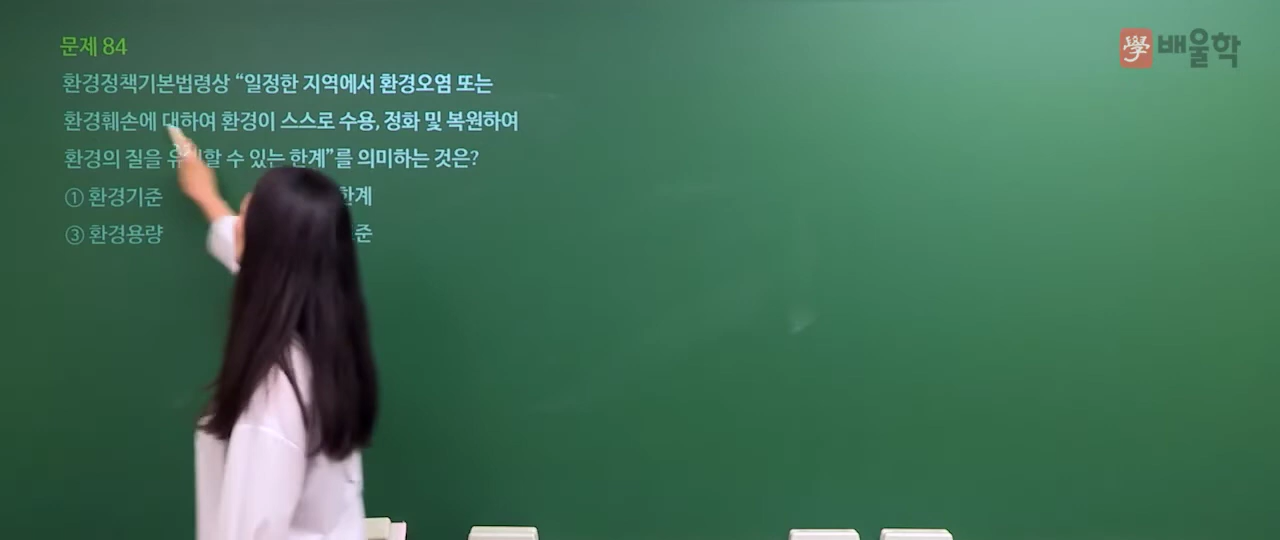 문제 84
學 배울학
환경정책기본법령상 “일정한 지역에서 환경오염 또는
환경훼손에 대하여 환경이 스스로 수용, 정화 및 복원하여
환경의 질을 할 수 있는 한계”를 의미하는 것은?
① 환경기준 한계
③ 환경용량 준